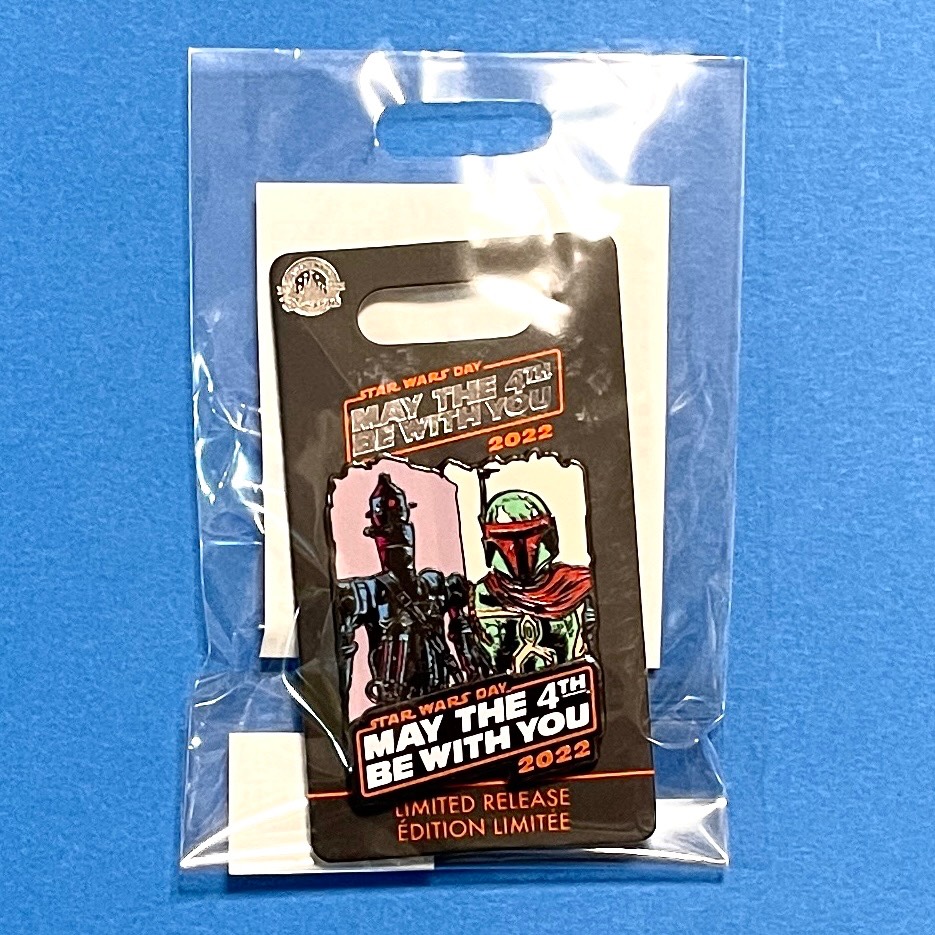 STAR WARS DAY
MAY THE 4TH
BE WITH YOU
2022
STAR WARS DAY
MAY THE 4TH
BE WITH YOU
2022
LIMITED RELEASE
ÉDITION LIMITÉE